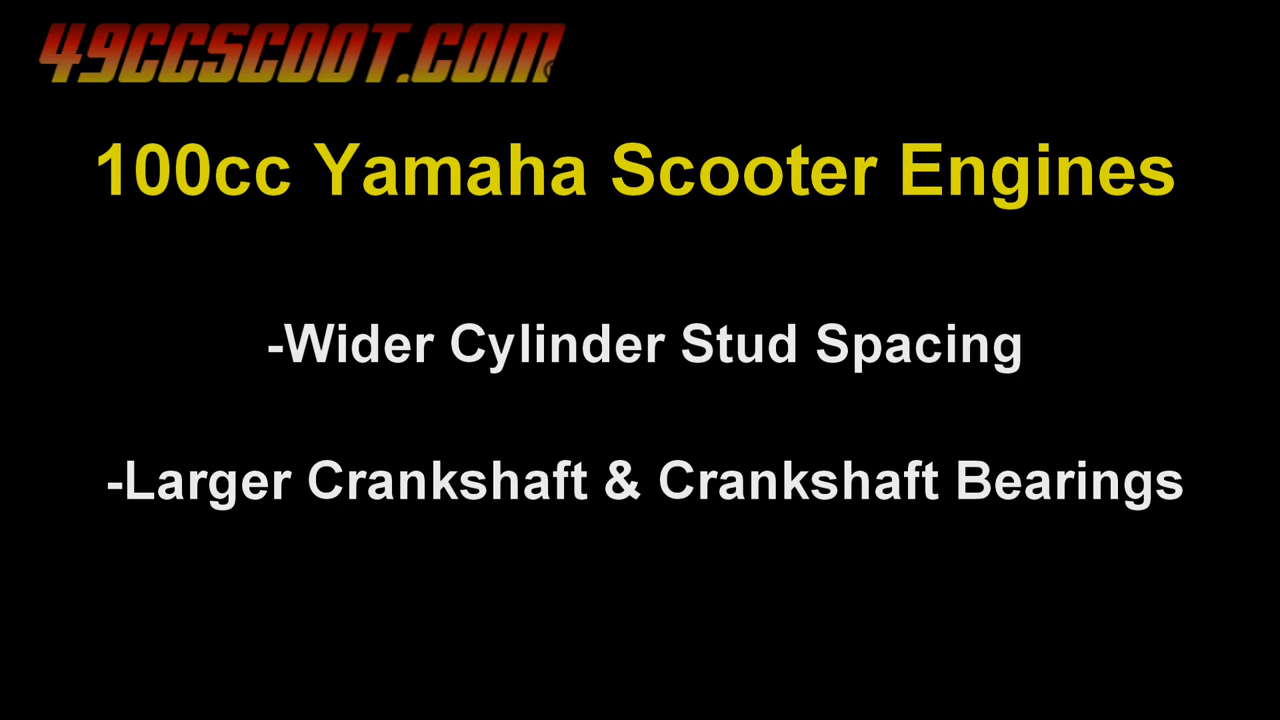 49CCSCOOT.COM
100cc Yamaha Scooter Engines
-Wider Cylinder Stud Spacing
-Larger Crankshaft & Crankshaft Bearings